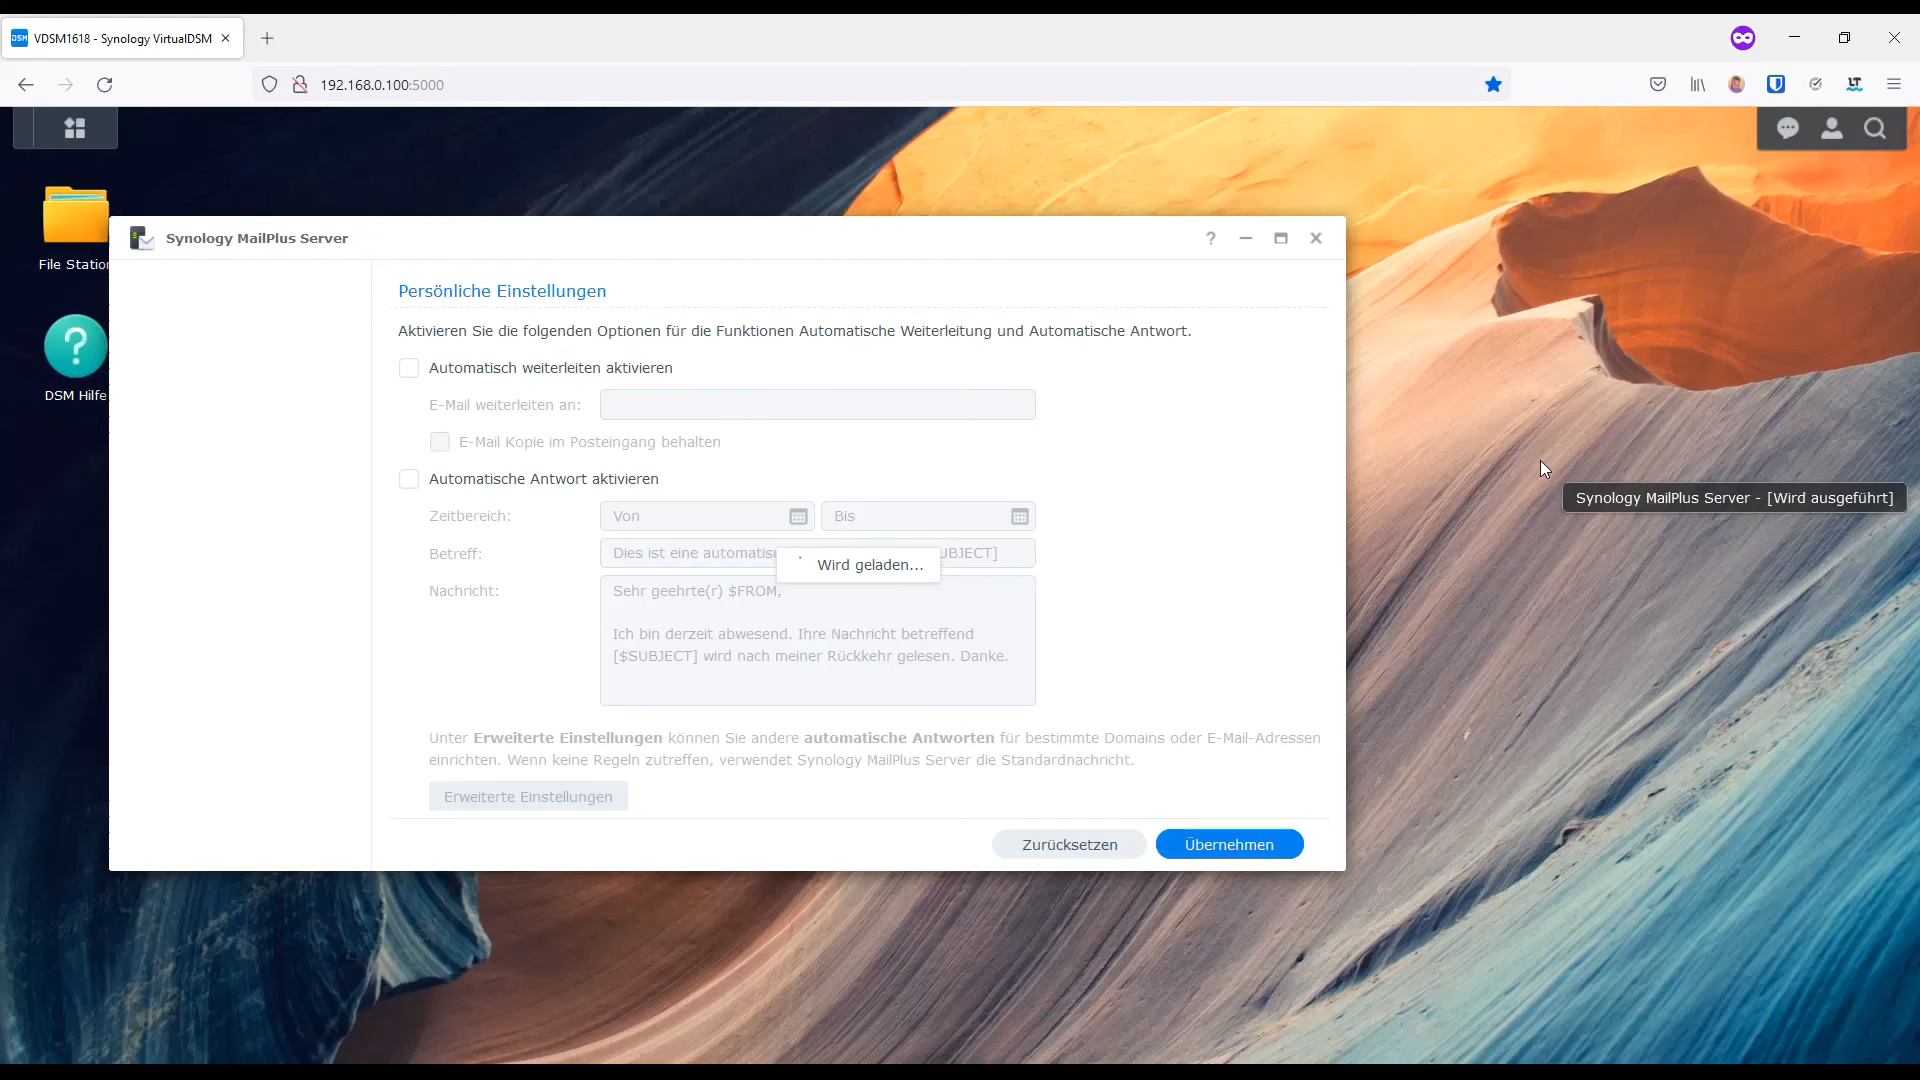 VDSM1618 - Synology VirtualDSM
192.168.0.100:5000
File Station
DSM Hilfe
Synology MailPlus Server
Persönliche Einstellungen
Aktivieren Sie die folgenden Optionen für die Funktionen Automatische Weiterleitung und Automatische Antwort.
Automatisch weiterleiten aktivieren
E-Mail weiterleiten an:
E-Mail Kopie im Posteingang behalten
Automatische Antwort aktivieren
Zeitbereich:
Von
Bis
Betreff:
Dies ist eine automatisc
UBJECT]
Wird geladen...
Nachricht:
Sehr geehrte(r) $FROM,
Ich bin derzeit abwesend. Ihre Nachricht betreffend
[$SUBJECT] wird nach meiner Rückkehr gelesen. Danke.
Unter Erweiterte Einstellungen können Sie andere automatische Antworten für bestimmte Domains oder E-Mail-Adressen
einrichten. Wenn keine Regeln zutreffen, verwendet Synology MailPlus Server die Standardnachricht.
Erweiterte Einstellungen
Zurücksetzen
Übernehmen
Synology MailPlus Server - [Wird ausgeführt]